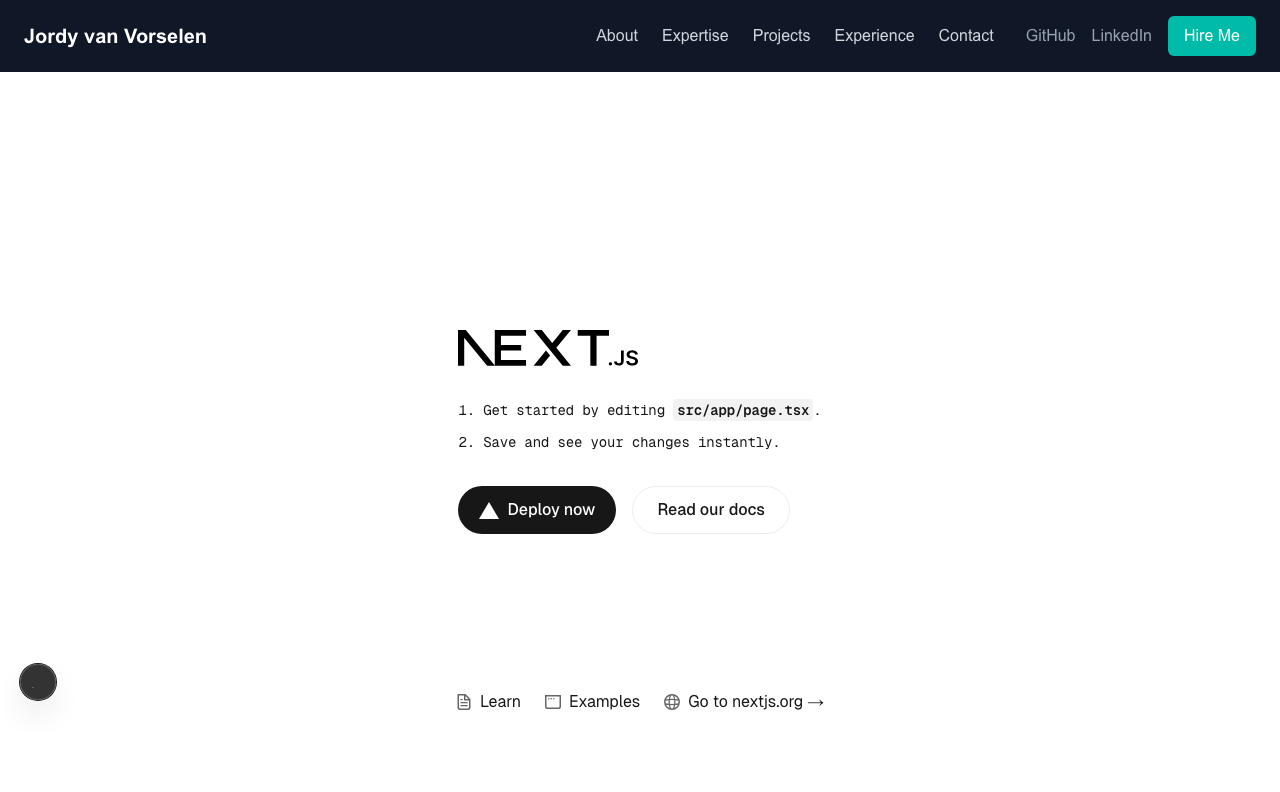 Jordy van Vorselen
About Expertise Projects Experience Contact GitHub LinkedIn Hire Me
NEXT.JS
1. Get started by editing src/app/page.tsx.
2. Save and see your changes instantly.
Deploy now Read our docs
Learn Examples Go to nextjs.org →